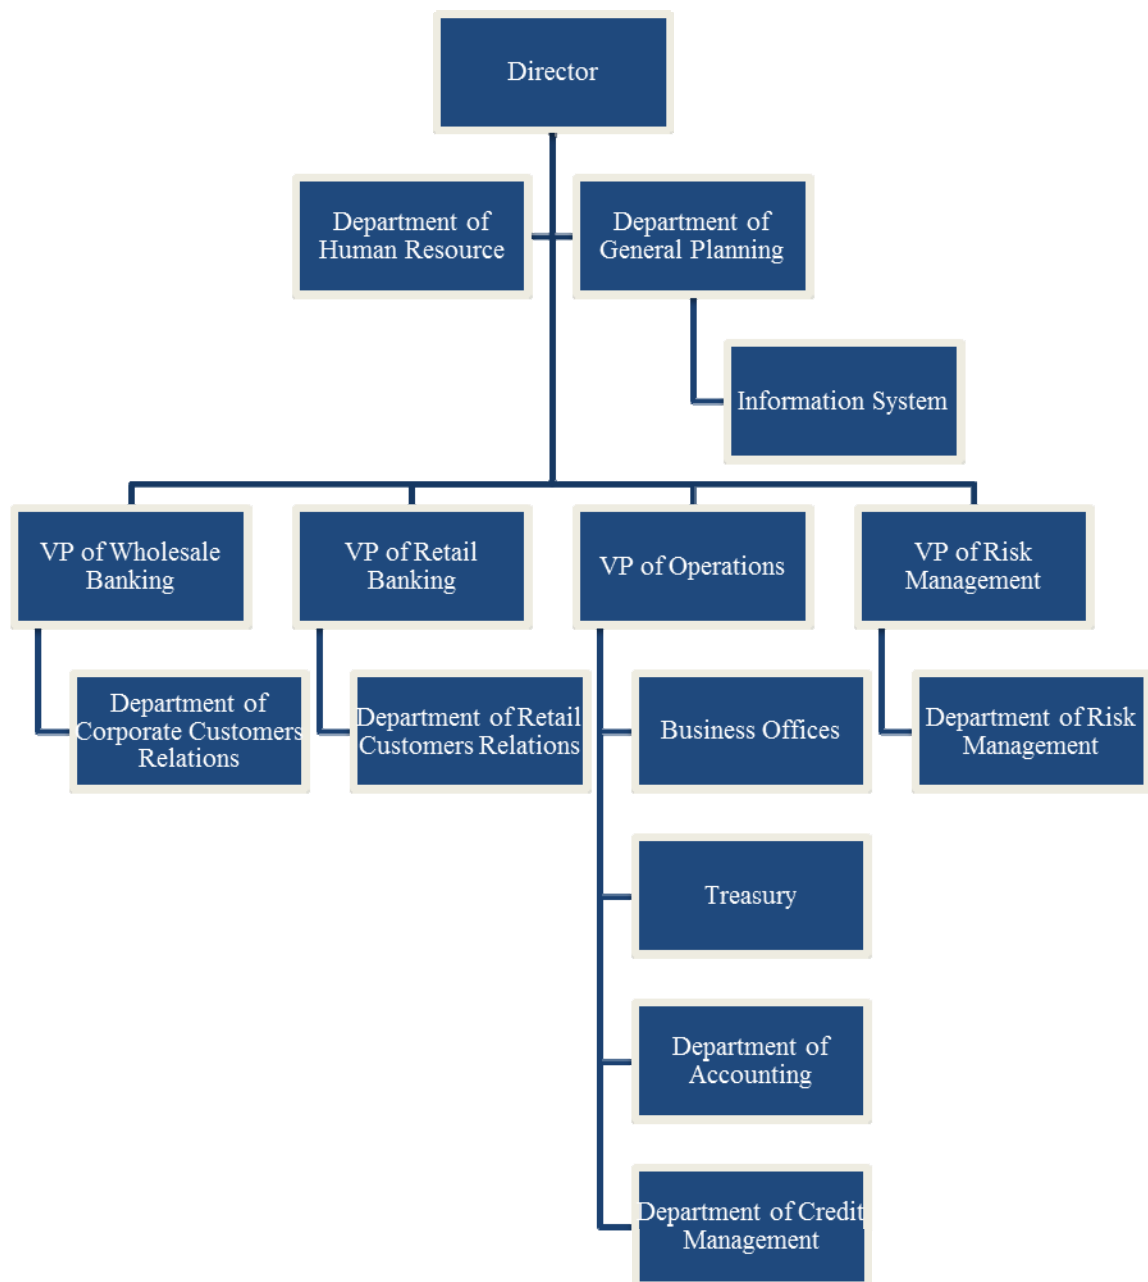 Director
Department of
Human Resource
Department of
General Planning
Information System
VP of Wholesale
Banking
VP of Retail
Banking
VP of Operations
VP of Risk
Management
Department of
Corporate Customers
Relations
Department of Retail
Customers Relations
Business Offices
Department of Risk
Management
Treasury
Department of
Accounting
Department of Credit
Management